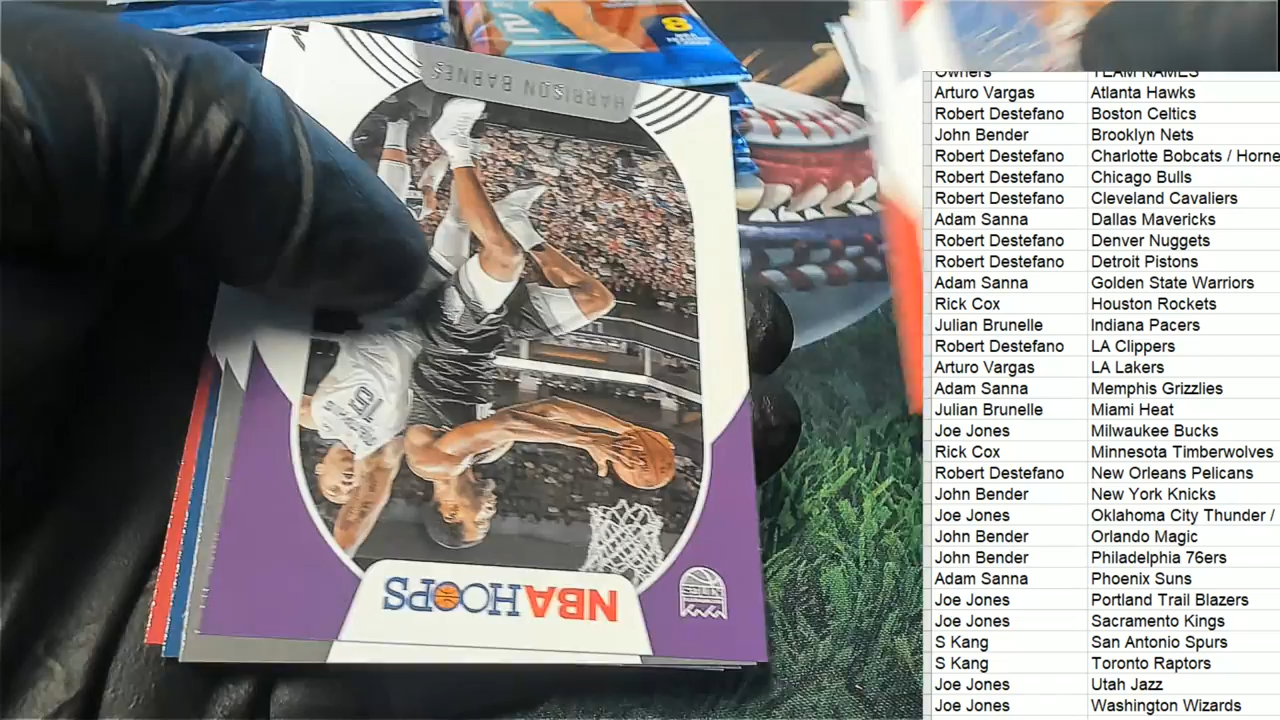 HARRISON BARNES
NBA HOOPS
KINGS
15
8
Owners TEAM NAMES
Arturo Vargas Atlanta Hawks
Robert Destefano Boston Celtics
John Bender Brooklyn Nets
Robert Destefano Charlotte Bobcats / Horne
Robert Destefano Chicago Bulls
Robert Destefano Cleveland Cavaliers
Adam Sanna Dallas Mavericks
Robert Destefano Denver Nuggets
Robert Destefano Detroit Pistons
Adam Sanna Golden State Warriors
Rick Cox Houston Rockets
Julian Brunelle Indiana Pacers
Robert Destefano LA Clippers
Arturo Vargas LA Lakers
Adam Sanna Memphis Grizzlies
Julian Brunelle Miami Heat
Joe Jones Milwaukee Bucks
Rick Cox Minnesota Timberwolves
Robert Destefano New Orleans Pelicans
John Bender New York Knicks
Joe Jones Oklahoma City Thunder /
John Bender Orlando Magic
John Bender Philadelphia 76ers
Adam Sanna Phoenix Suns
Joe Jones Portland Trail Blazers
Joe Jones Sacramento Kings
S Kang San Antonio Spurs
S Kang Toronto Raptors
Joe Jones Utah Jazz
Joe Jones Washington Wizards